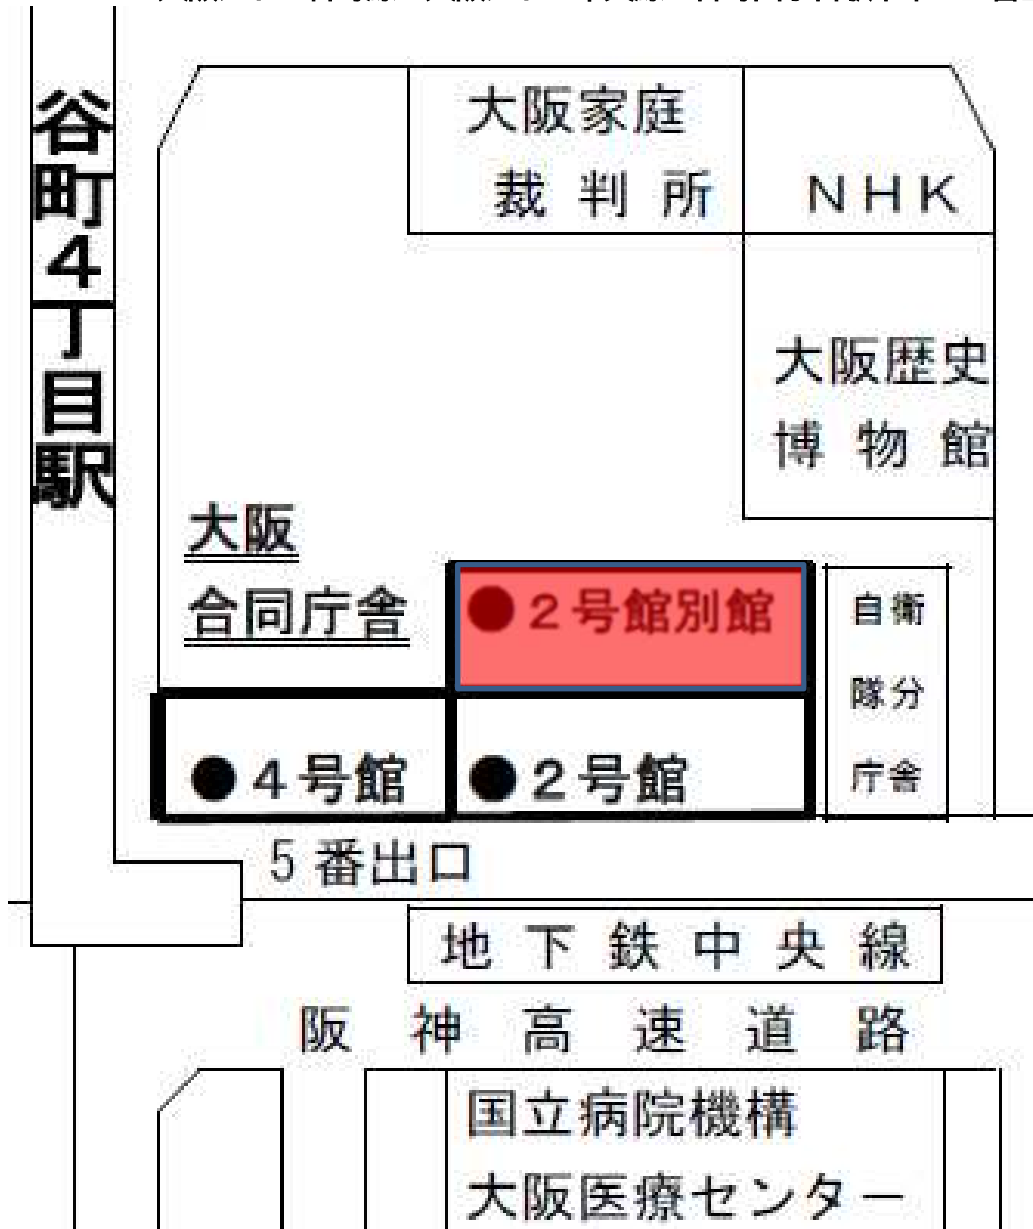 谷町4丁目駅
大阪家庭
裁判所
NHK
大阪歴史
博物館
大阪
合同庁舎
●2号館別館
自衛
隊分
庁舎
●4号館
●2号館
5番出口
地下鉄中央線
阪神高速道路
国立病院機構
大阪医療センター